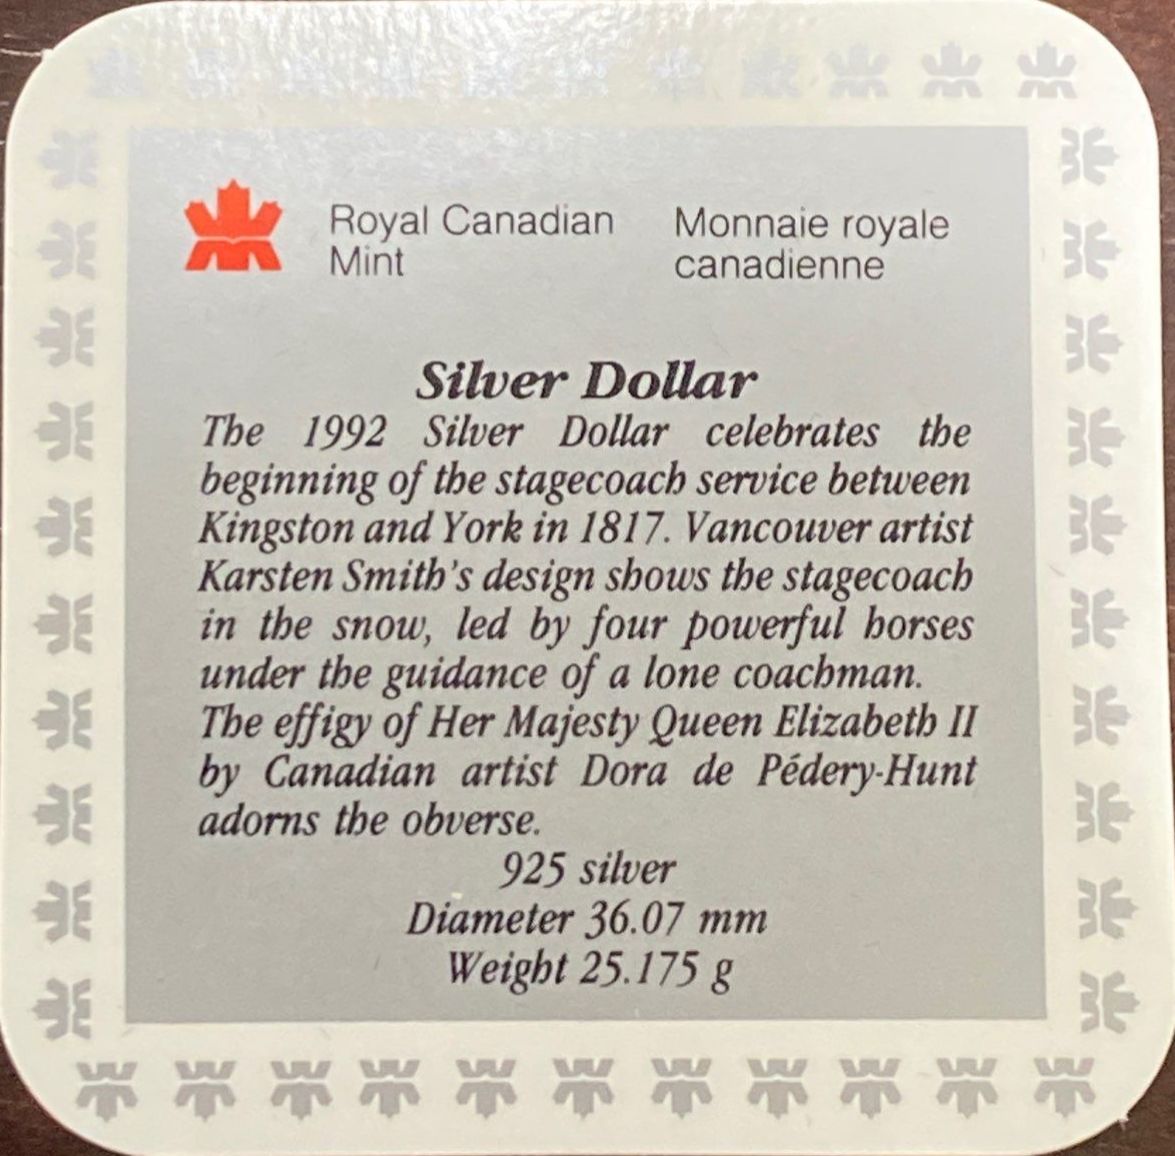 Royal Canadian
Mint
Monnaie royale
canadienne
Silver Dollar
The 1992 Silver Dollar celebrates the
beginning of the stagecoach service between
Kingston and York in 1817. Vancouver artist
Karsten Smith's design shows the stagecoach
in the snow, led by four powerful horses
under the guidance of a lone coachman.
The effigy of Her Majesty Queen Elizabeth II
by Canadian artist Dora de Pédery-Hunt
adorns the obverse.
925 silver
Diameter 36.07 mm
Weight 25.175 g